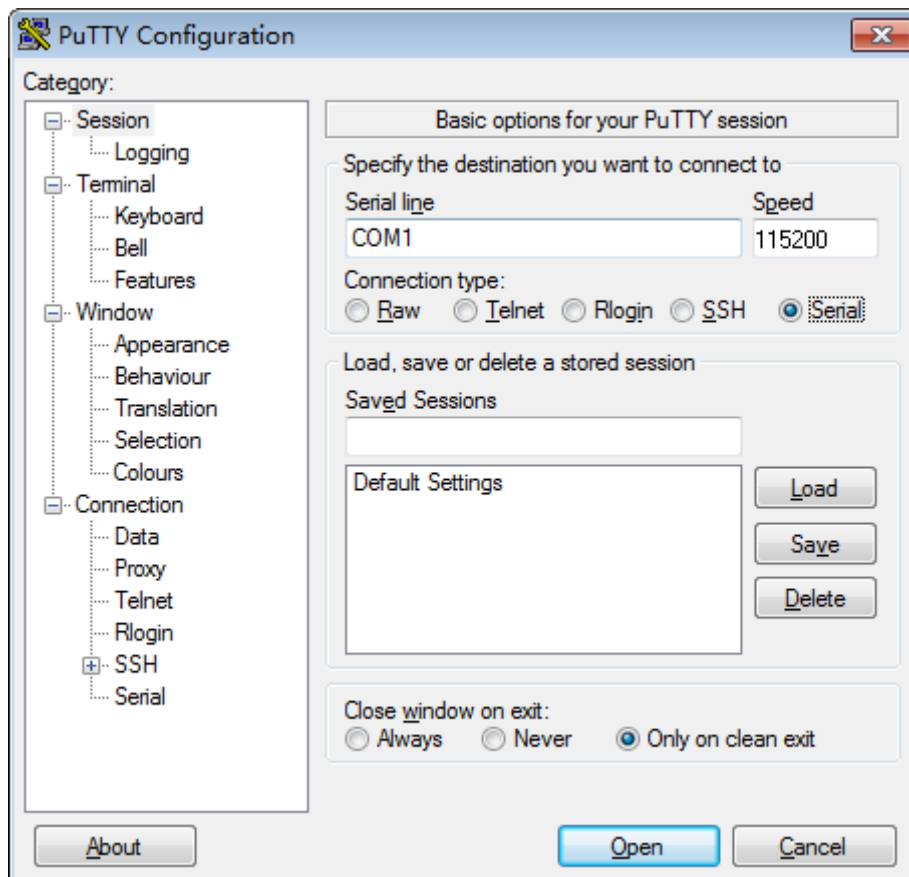 PuTTY Configuration
Category:
Session
Logging
Terminal
Keyboard
Bell
Features
Window
Appearance
Behaviour
Translation
Selection
Colours
Connection
Data
Proxy
Telnet
Rlogin
SSH
Serial
Basic options for your PuTTY session
Specify the destination you want to connect to
Serial line Speed
COM1 115200
Connection type:
Raw Telnet Rlogin SSH Serial
Load, save or delete a stored session
Saved Sessions
Default Settings
Load
Save
Delete
Close window on exit:
Always Never Only on clean exit
About Open Cancel